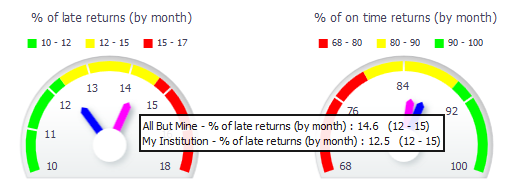 % of late returns (by month)
10 - 12 12 - 15 15 - 17
10
12
13
14
15
18
All But Mine - % of late returns (by month) : 14.6 (12 - 15)
My Institution - % of late returns (by month) : 12.5 (12 - 15)
% of on time returns (by month)
68 - 80 80 - 90 90 - 100
68
76
84
92
100